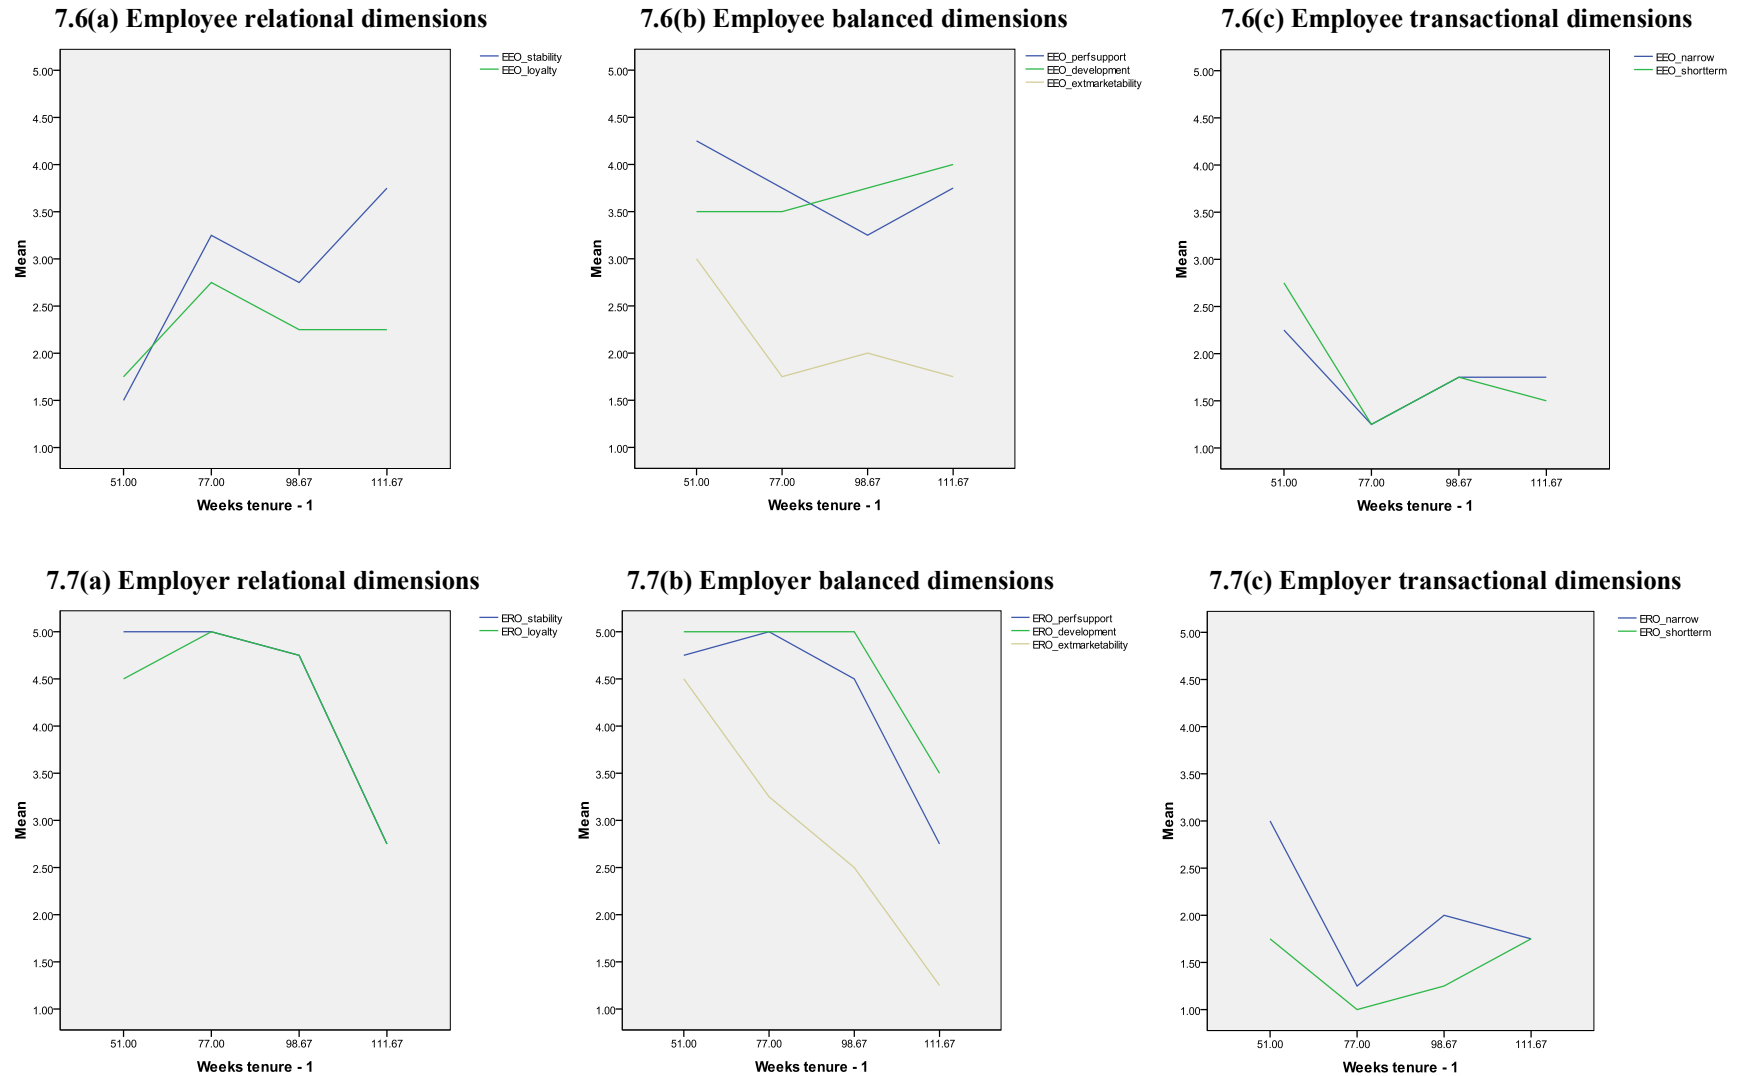 7.6(a) Employee relational dimensions
EEO_stability
EEO_loyalty
5.00
4.50
4.00
3.50
3.00
2.50
2.00
1.50
1.00
Mean
51.00 77.00 98.67 111.67
Weeks tenure - 1
7.6(b) Employee balanced dimensions
EEO_perfsupport
EEO_development
EEO_extmarketability
5.00
4.50
4.00
3.50
3.00
2.50
2.00
1.50
1.00
Mean
51.00 77.00 98.67 111.67
Weeks tenure - 1
7.6(c) Employee transactional dimensions
EEO_narrow
EEO_shortterm
5.00
4.50
4.00
3.50
3.00
2.50
2.00
1.50
1.00
Mean
51.00 77.00 98.67 111.67
Weeks tenure - 1
7.7(a) Employer relational dimensions
ERO_stability
ERO_loyalty
5.00
4.50
4.00
3.50
3.00
2.50
2.00
1.50
1.00
Mean
51.00 77.00 98.67 111.67
Weeks tenure - 1
7.7(b) Employer balanced dimensions
ERO_perfsupport
ERO_development
ERO_extmarketability
5.00
4.50
4.00
3.50
3.00
2.50
2.00
1.50
1.00
Mean
51.00 77.00 98.67 111.67
Weeks tenure - 1
7.7(c) Employer transactional dimensions
ERO_narrow
ERO_shortterm
5.00
4.50
4.00
3.50
3.00
2.50
2.00
1.50
1.00
Mean
51.00 77.00 98.67 111.67
Weeks tenure - 1